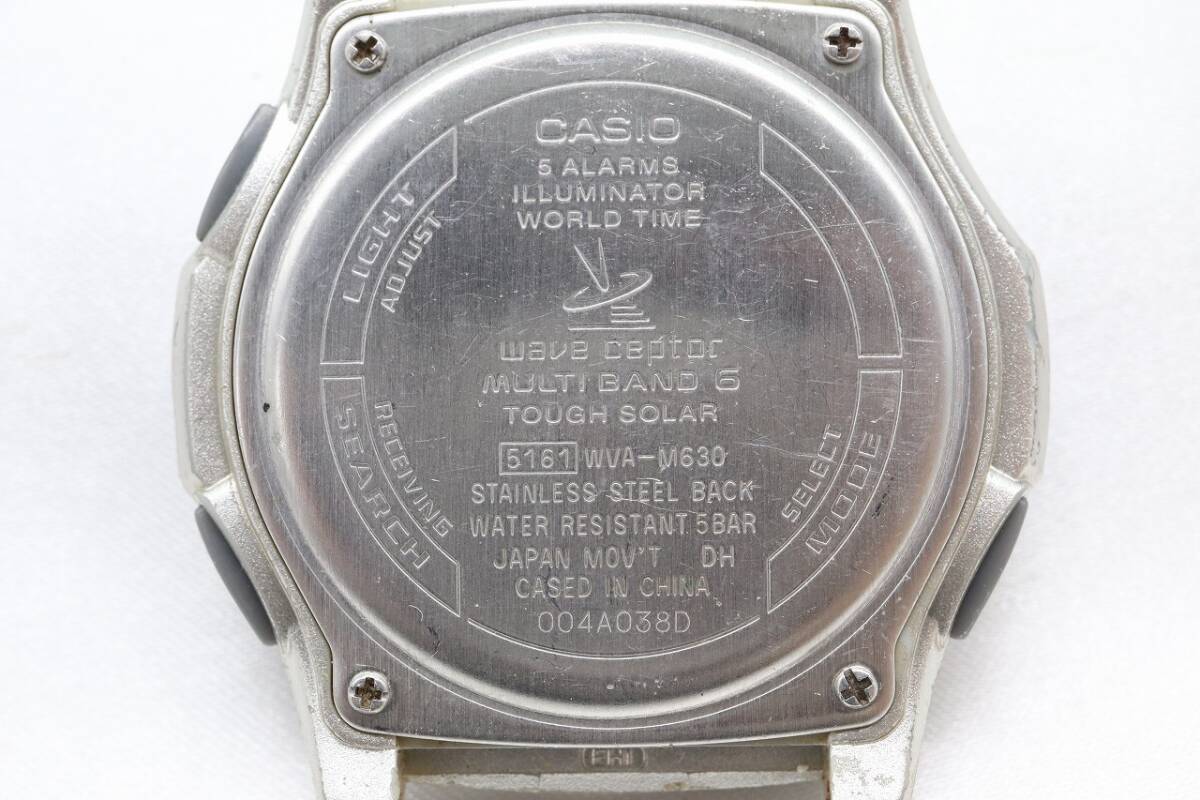 CASIO
5 ALARMS
ILLUMINATOR
WORLD TIME
LIGHT
ADJUST
wave ceptor
MULTI BAND 6
TOUGH SOLAR
5161 WVA-M630
STAINLESS STEEL BACK
WATER RESISTANT 5BAR
JAPAN MOV'T DH
CASED IN CHINA
004A038D
RECEIVING
SEARCH
SELECT
MODE